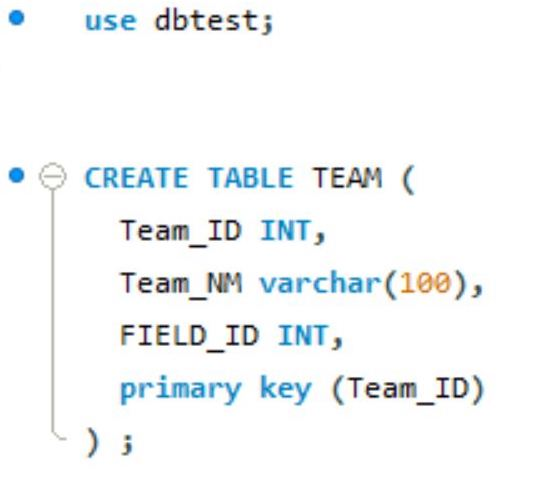 use dbtest;
CREATE TABLE TEAM (
Team_ID INT,
Team_NM varchar(100),
FIELD_ID INT,
primary key (Team_ID)
) ;